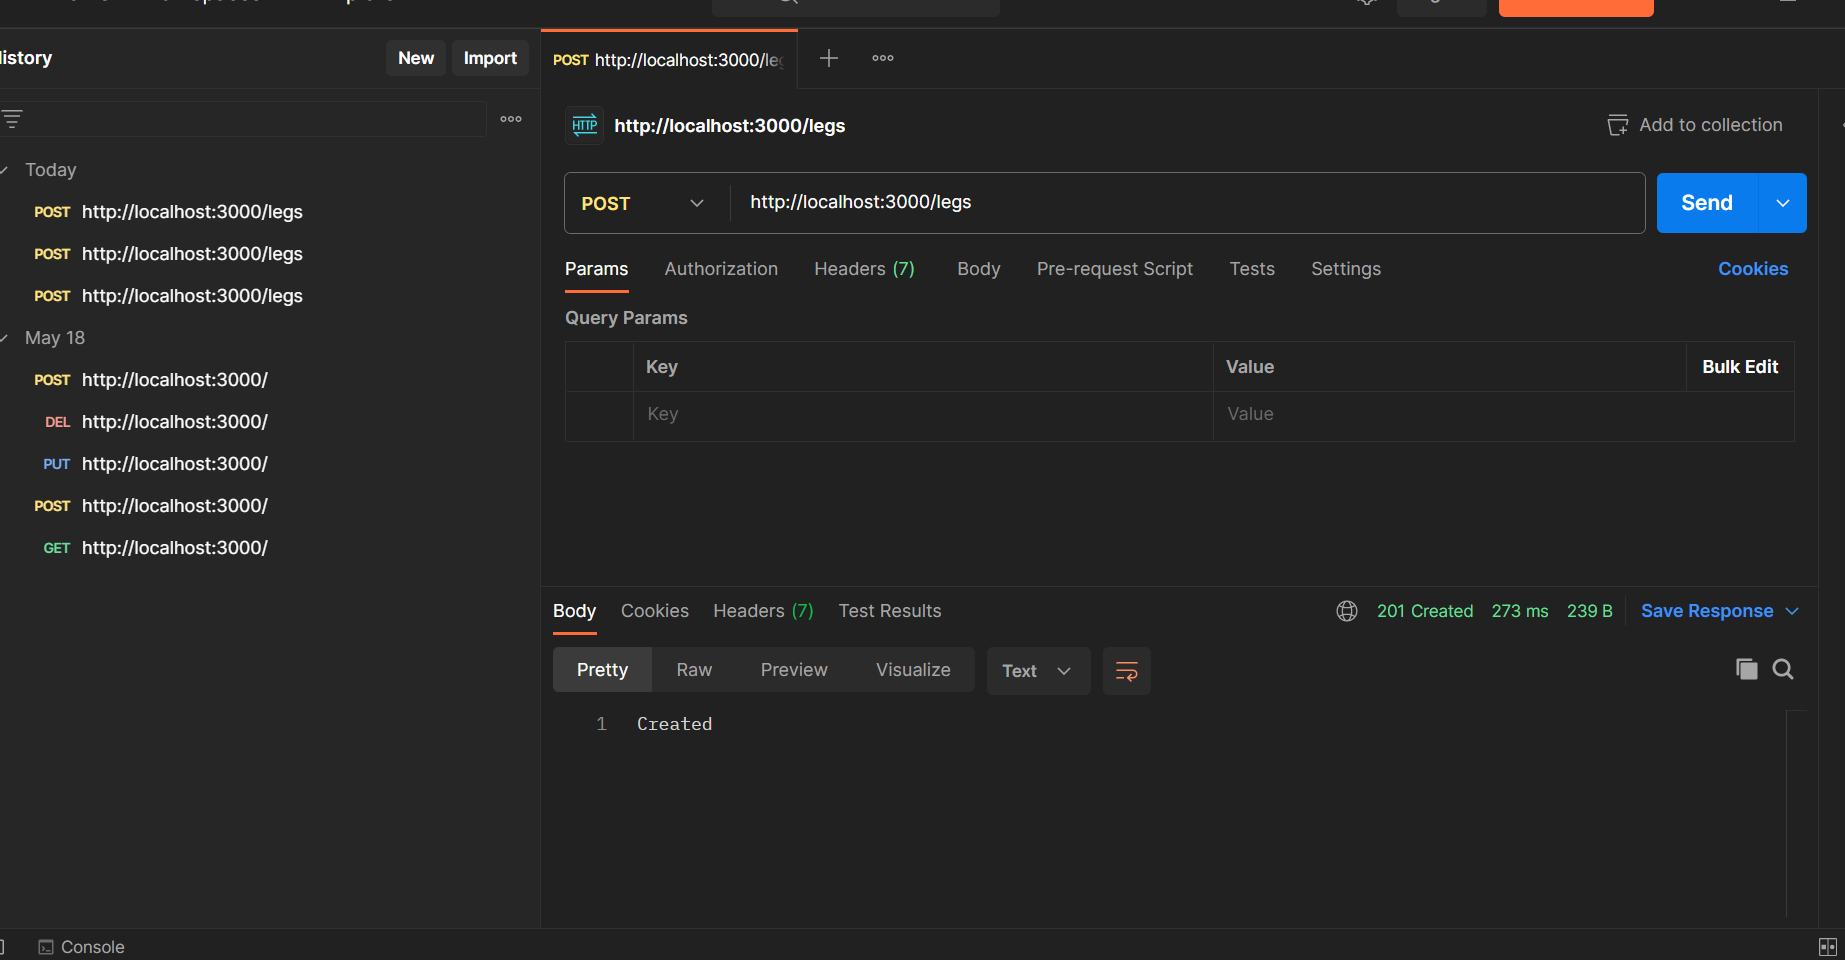 istory
New
Import
Today
POST http://localhost:3000/legs
POST http://localhost:3000/legs
POST http://localhost:3000/legs
May 18
POST http://localhost:3000/
DEL http://localhost:3000/
PUT http://localhost:3000/
POST http://localhost:3000/
GET http://localhost:3000/
POST http://localhost:3000/le
HTTP http://localhost:3000/legs
Add to collection
POST http://localhost:3000/legs
Send
Params Authorization Headers (7) Body Pre-request Script Tests Settings Cookies
Query Params
Key Value Bulk Edit
Key Value
Body Cookies Headers (7) Test Results 201 Created 273 ms 239 B Save Response
Pretty Raw Preview Visualize Text
1 Created
Console